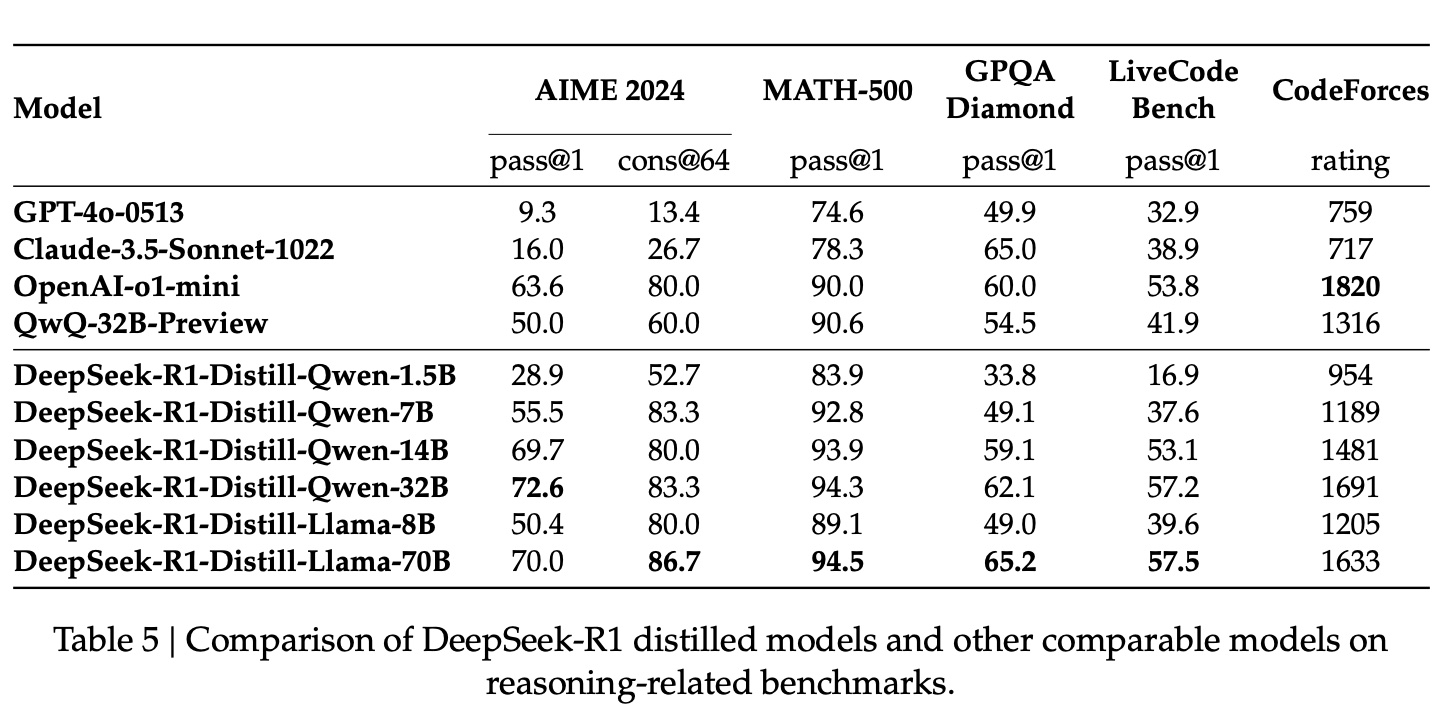 Model AIME 2024 MATH-500 GPQA Diamond LiveCode Bench CodeForces
pass@1 cons@64 pass@1 pass@1 pass@1 rating
GPT-4o-0513 9.3 13.4 74.6 49.9 32.9 759
Claude-3.5-Sonnet-1022 16.0 26.7 78.3 65.0 38.9 717
OpenAI-o1-mini 63.6 80.0 90.0 60.0 53.8 1820
QwQ-32B-Preview 50.0 60.0 90.6 54.5 41.9 1316
DeepSeek-R1-Distill-Qwen-1.5B 28.9 52.7 83.9 33.8 16.9 954
DeepSeek-R1-Distill-Qwen-7B 55.5 83.3 92.8 49.1 37.6 1189
DeepSeek-R1-Distill-Qwen-14B 69.7 80.0 93.9 59.1 53.1 1481
DeepSeek-R1-Distill-Qwen-32B 72.6 83.3 94.3 62.1 57.2 1691
DeepSeek-R1-Distill-Llama-8B 50.4 80.0 89.1 49.0 39.6 1205
DeepSeek-R1-Distill-Llama-70B 70.0 86.7 94.5 65.2 57.5 1633
Table 5 | Comparison of DeepSeek-R1 distilled models and other comparable models on
reasoning-related benchmarks.